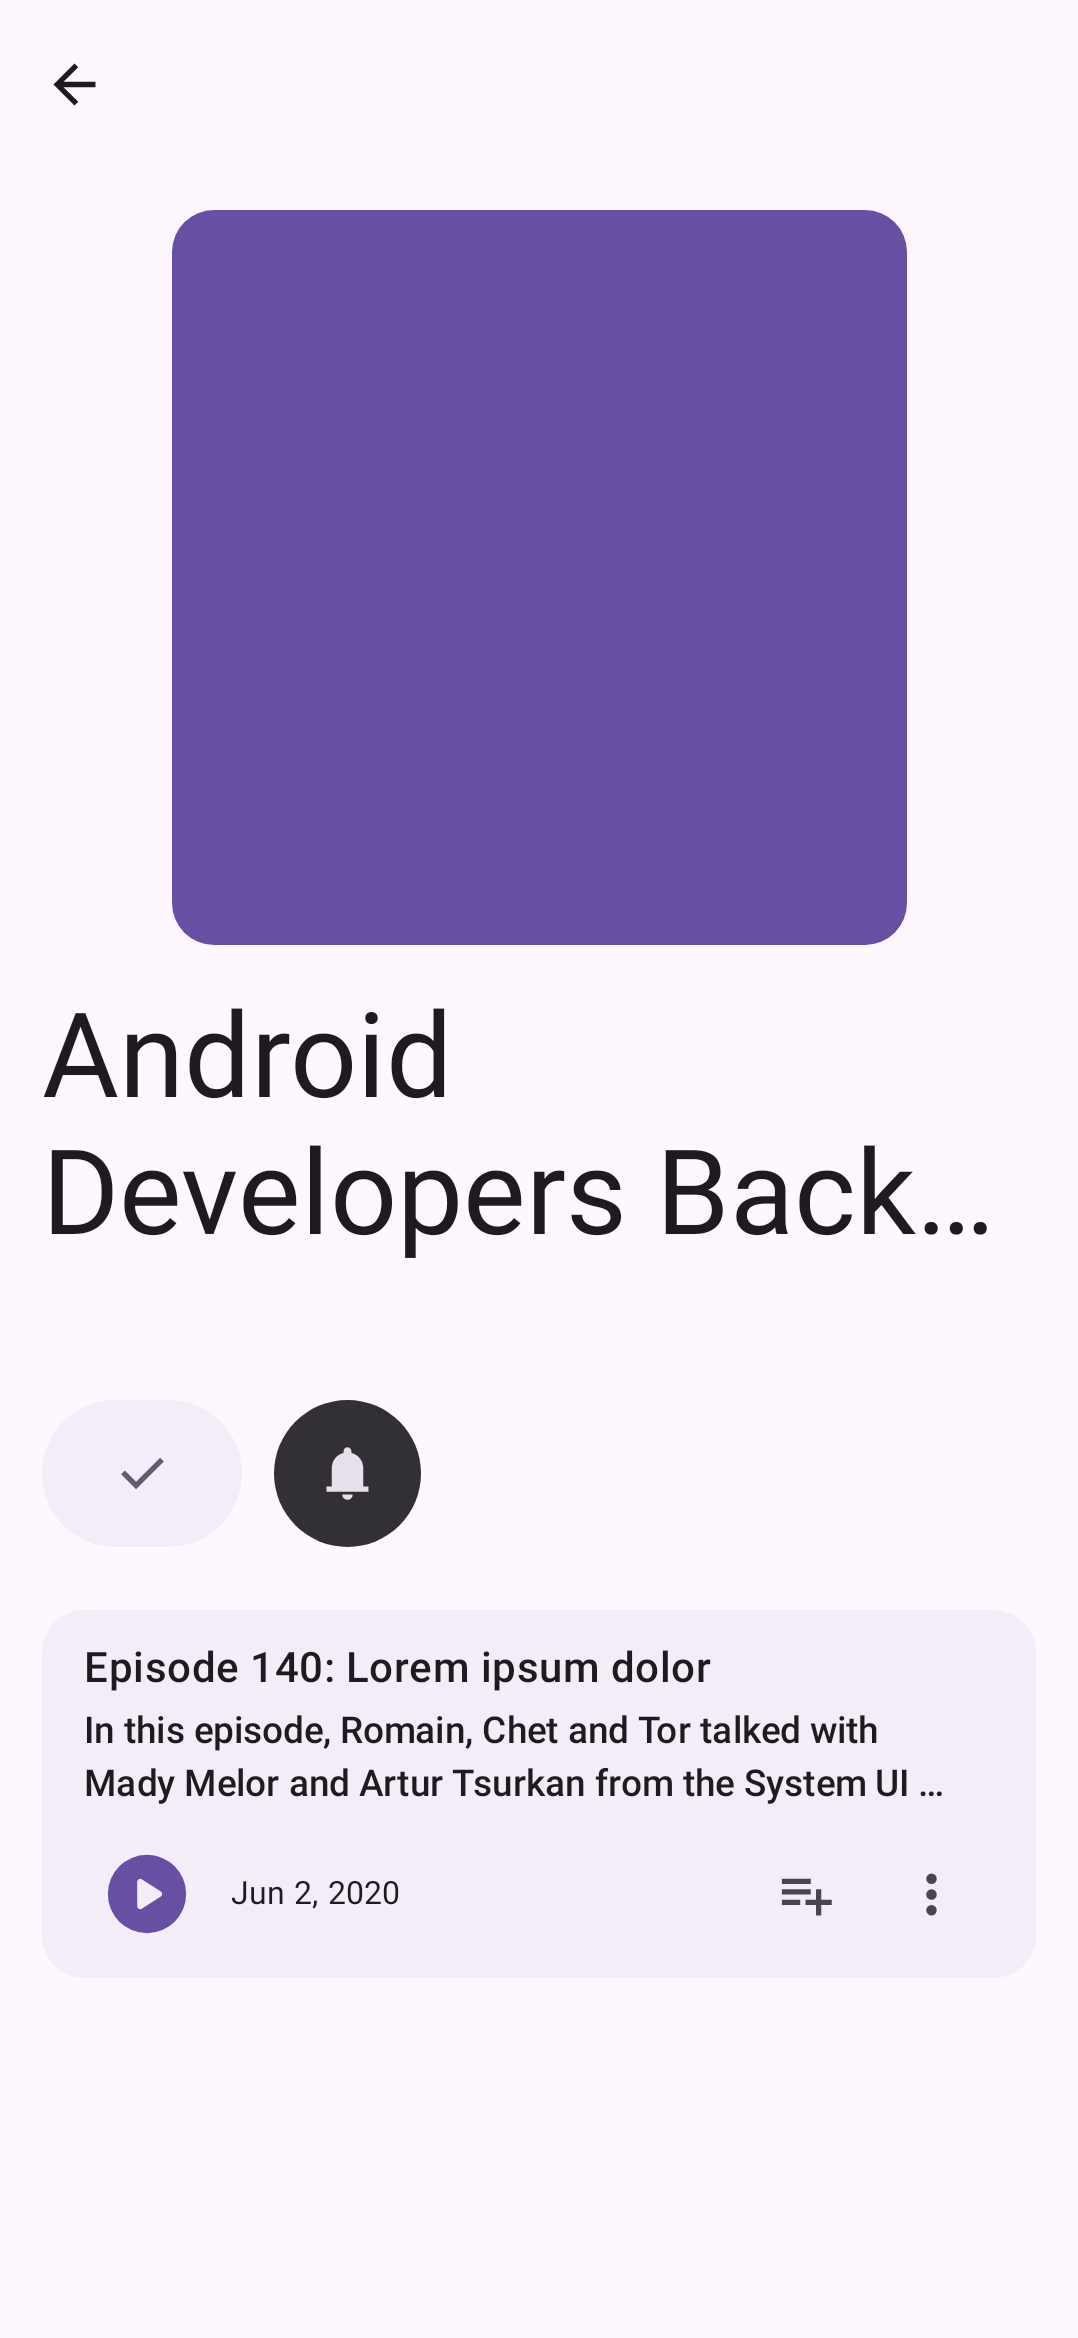 Android
Developers Back…
Episode 140: Lorem ipsum dolor
In this episode, Romain, Chet and Tor talked with
Mady Melor and Artur Tsurkan from the System UI …
Jun 2, 2020